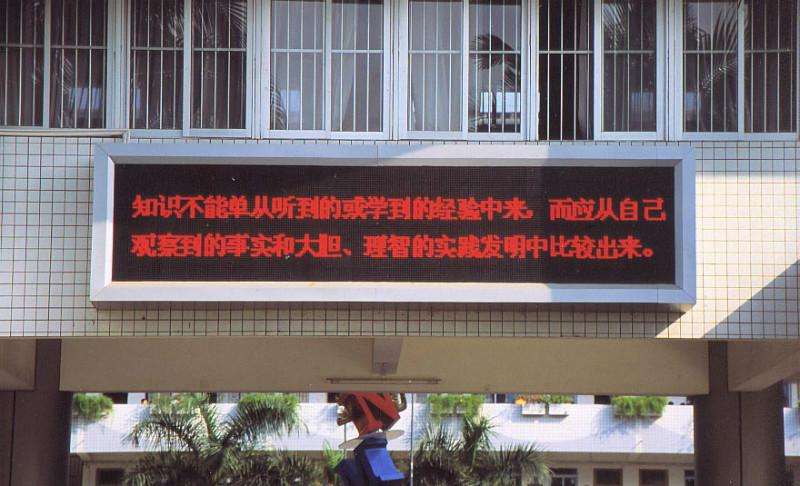 知识不能单从听到的或学到的经验中来，而应从自己
观察到的事实和大胆、理智的实践发明中比较出来。